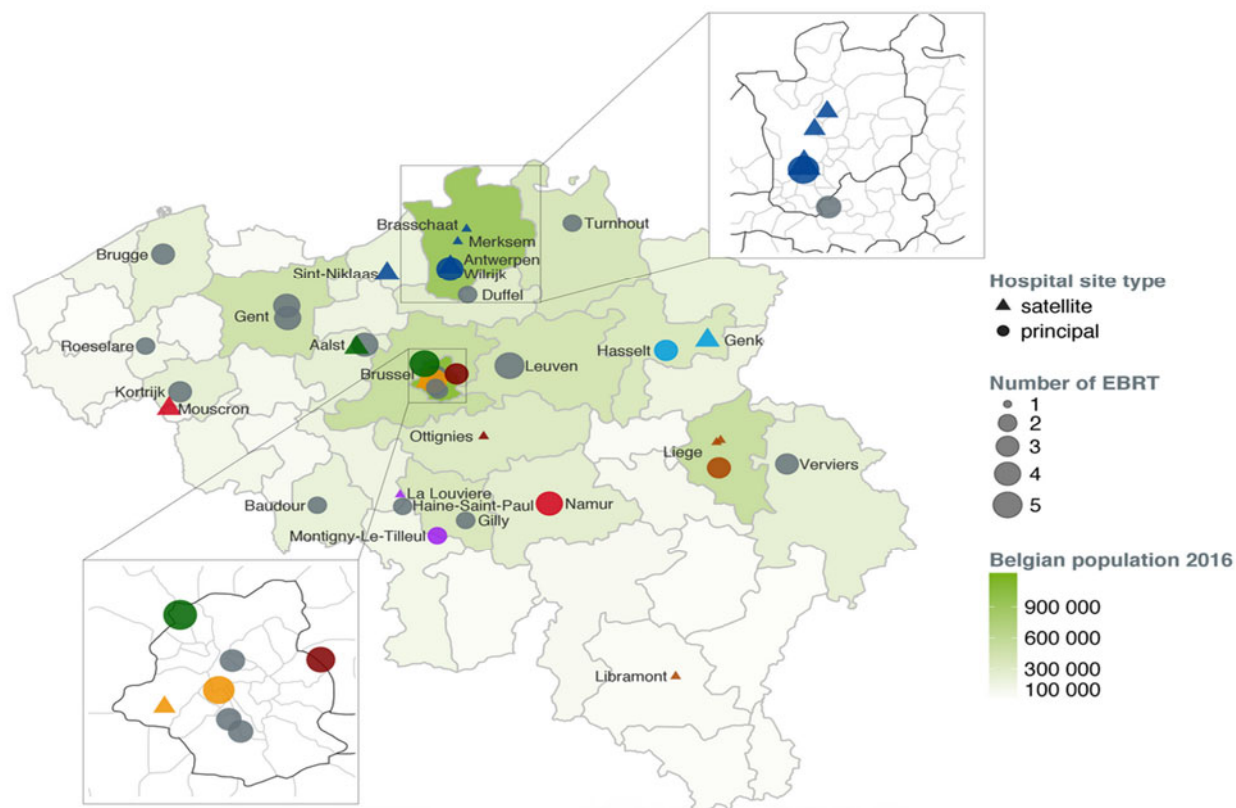 Brasschaat
Turnhout
Merksem
Brugge
Antwerpen
Sint-Niklaas
Wilrijk
Duffel
Gent
Roeselare
Aalst
Hasselt
Genk
Brussel
Leuven
Kortrijk
Mouscron
Ottignies
Liege
Verviers
La Louviere
Baudour
Haine-Saint-Paul
Namur
Gilly
Montigny-Le-Tilleul
Libramont
Hospital site type
satellite
principal
Number of EBRT
1
2
3
4
5
Belgian population 2016
900 000
600 000
300 000
100 000